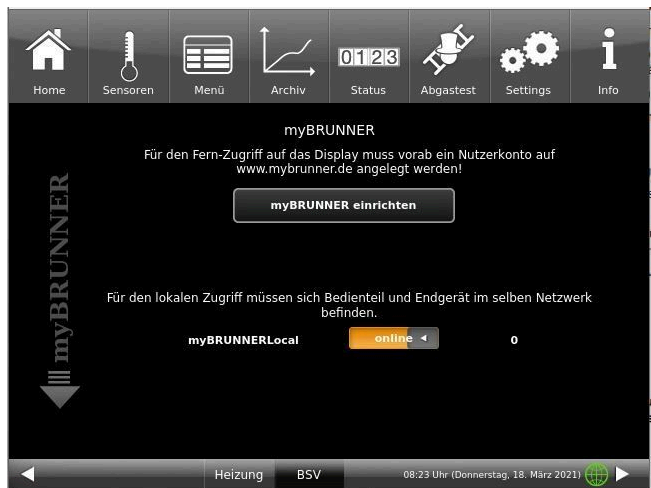 0123
Home
Sensoren
Menü
Archiv
Status
Abgastest
Settings
Info
myBRUNNER
Für den Fern-Zugriff auf das Display muss vorab ein Nutzerkonto auf
www.mybrunner.de angelegt werden!
myBRUNNER einrichten
myBRUNNER
Für den lokalen Zugriff müssen sich Bedienteil und Endgerät im selben Netzwerk
befinden.
myBRUNNERLocal
online
0
Heizung
BSV
08:23 Uhr (Donnerstag, 18. März 2021)